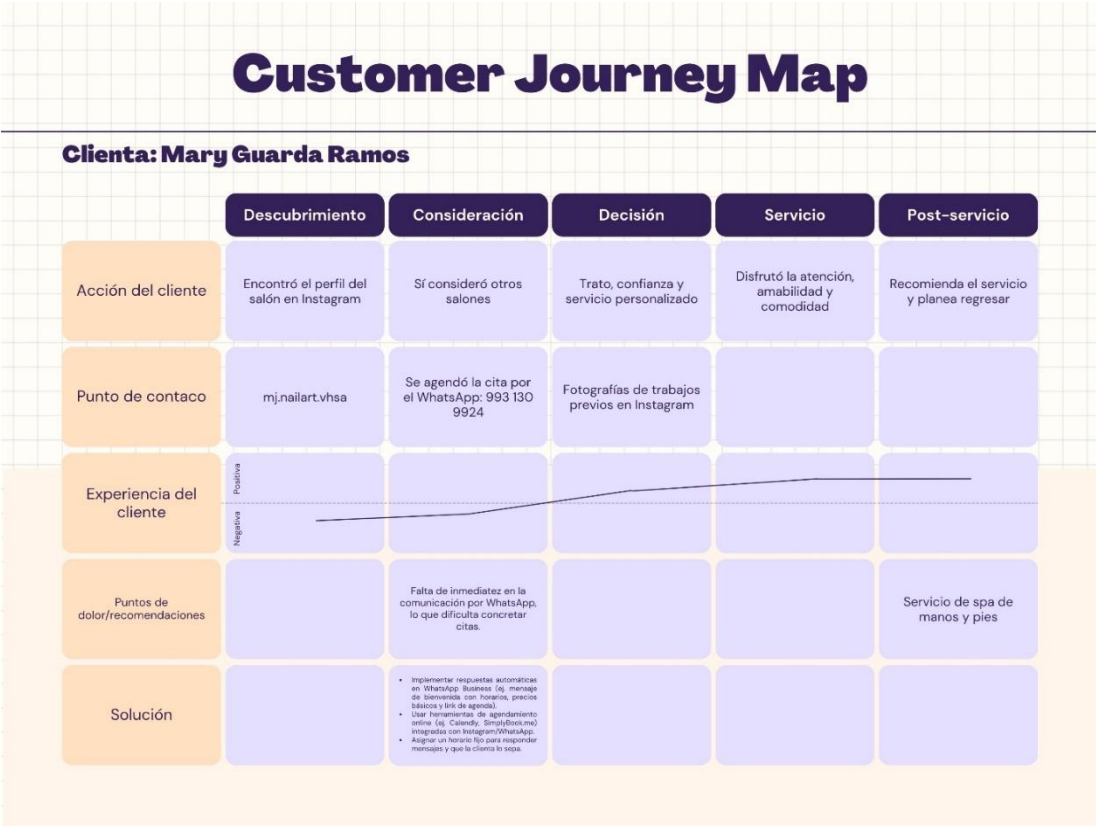 Customer Journey Map
Clienta: Mary Guarda Ramos
Descubrimiento
Consideración
Decisión
Servicio
Post-servicio
Acción del cliente
Encontró el perfil del
salón en Instagram
Sí consideró otros
salones
Trato, confianza y
servicio personalizado
Disfrutó la atención,
amabilidad y
comodidad
Recomienda el servicio
y planea regresar
Punto de contaco
mj.nailart.vhsa
Se agendó la cita por
el WhatsApp: 993 130
9924
Fotografías de trabajos
previos en Instagram
Experiencia del
cliente
Positiva
Negativa
Puntos de
dolor/recomendaciones
Falta de inmediatez en la
comunicación por WhatsApp,
lo que dificulta concretar
citas.
Servicio de spa de
manos y pies
Solución
• Implementar respuestas automáticas
en WhatsApp Business (ej. mensaje
de bienvenida con horarios, precios
básicos y link de agenda).
• Usar herramientas de agendamiento
online (ej. Calendly, SimplyBook.me)
integradas con Instagram/WhatsApp.
• Asignar un horario fijo para responder
mensajes y que la clienta lo sepa.